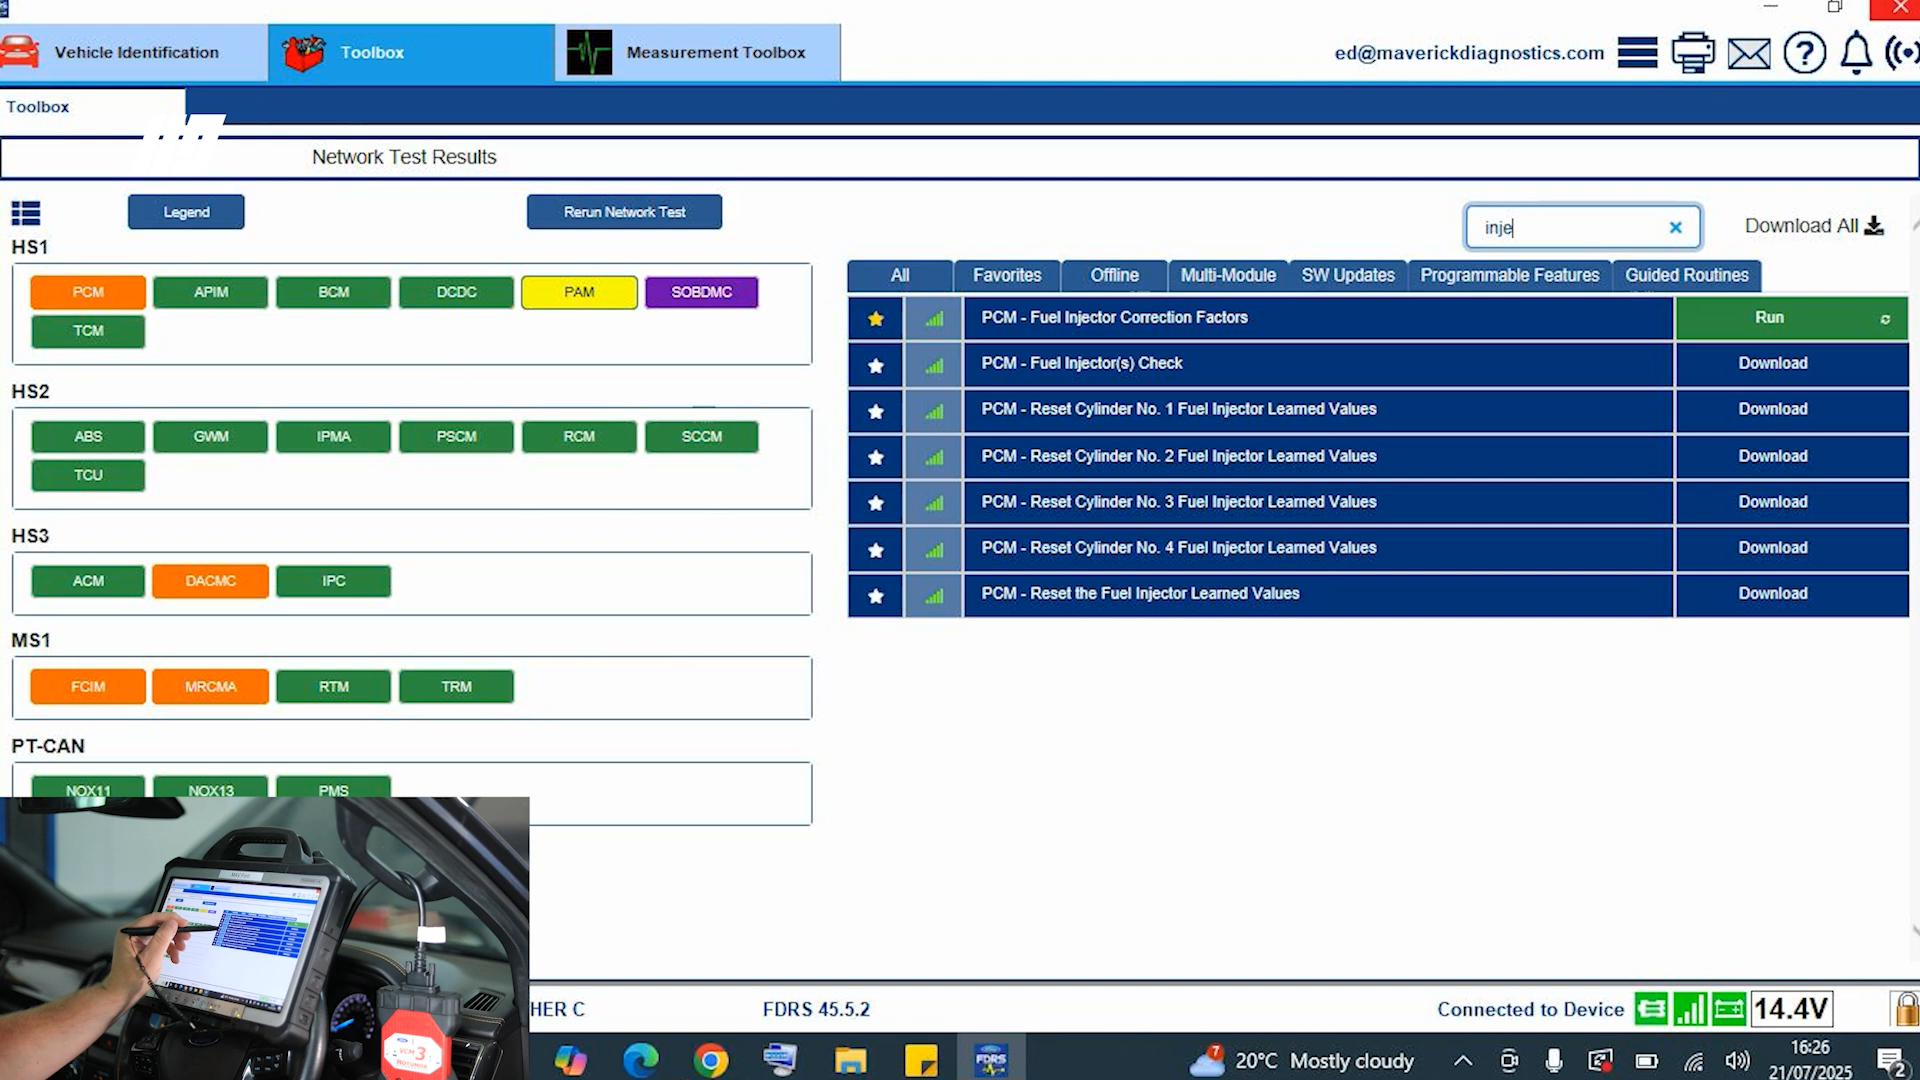 Vehicle Identification
Toolbox
Measurement Toolbox
ed@maverickdiagnostics.com
Toolbox
Network Test Results
Legend
Rerun Network Test
inje
Download All
HS1
PCM
APIM
BCM
DCDC
PAM
SOBDMC
TCM
HS2
ABS
GWM
IPMA
PSCM
RCM
SCCM
TCU
HS3
ACM
DACMC
IPC
MS1
FCIM
MRCMA
RTM
TRM
PT-CAN
NOX11
NOX13
PMS
All
Favorites
Offline
Multi-Module
SW Updates
Programmable Features
Guided Routines
PCM - Fuel Injector Correction Factors
Run
PCM - Fuel Injector(s) Check
Download
PCM - Reset Cylinder No. 1 Fuel Injector Learned Values
Download
PCM - Reset Cylinder No. 2 Fuel Injector Learned Values
Download
PCM - Reset Cylinder No. 3 Fuel Injector Learned Values
Download
PCM - Reset Cylinder No. 4 Fuel Injector Learned Values
Download
PCM - Reset the Fuel Injector Learned Values
Download
VCM 3
HER C
FDRS 45.5.2
Connected to Device
14.4V
FDRS
7
20°C Mostly cloudy
16:26
21/07/2025
2